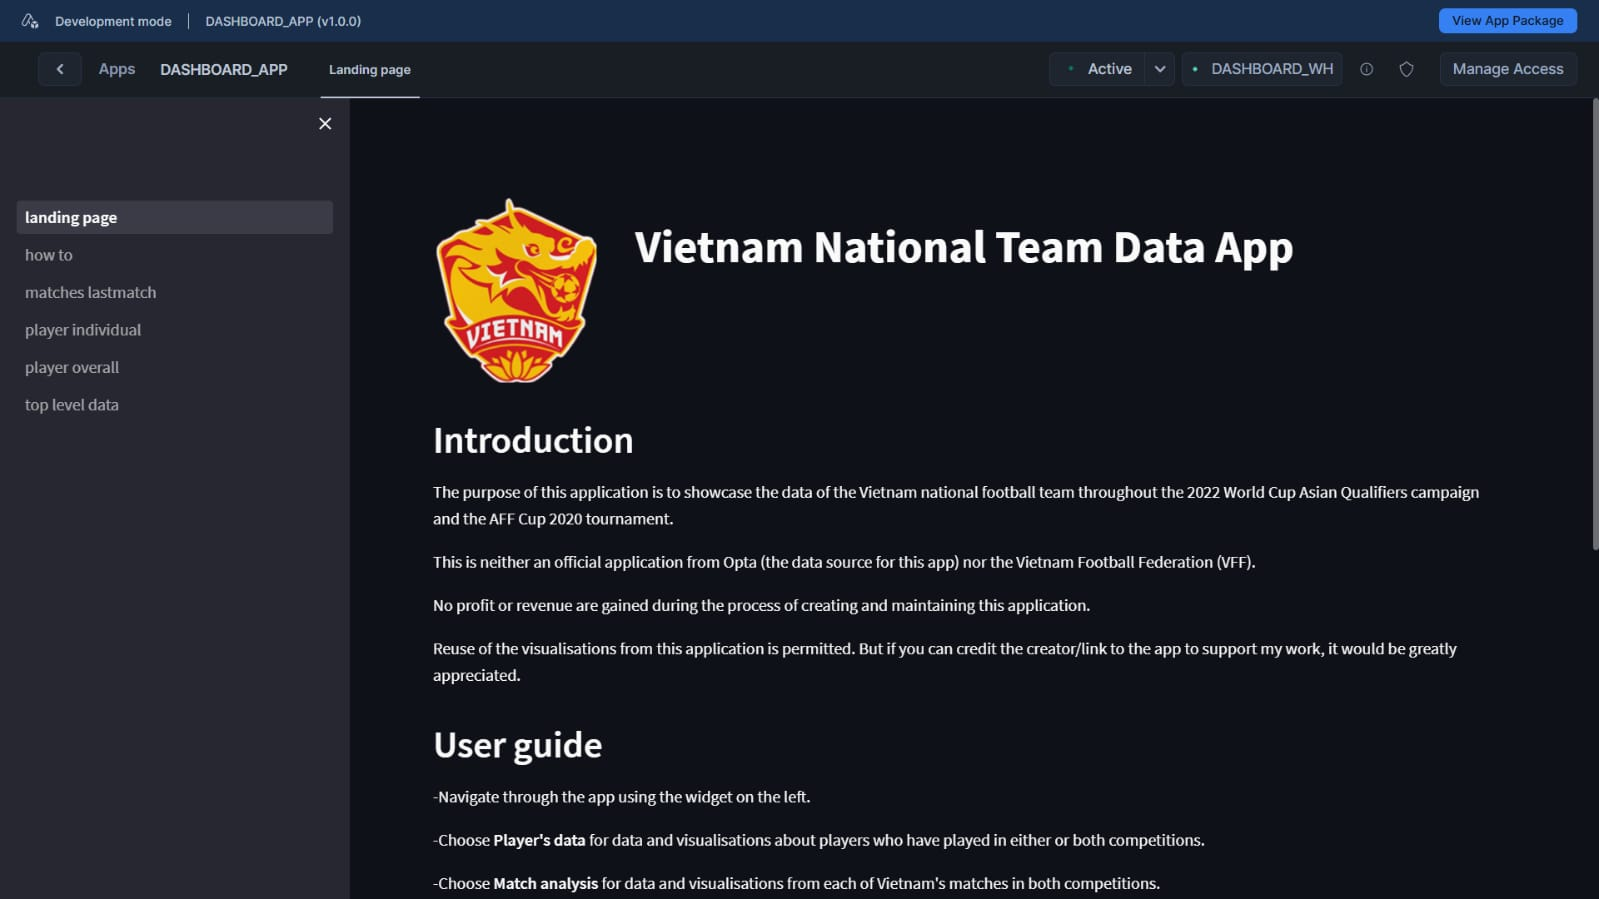 Development mode
DASHBOARD_APP (v1.0.0)
View App Package
Apps
DASHBOARD_APP
Landing page
Active
DASHBOARD_WH
Manage Access
landing page
how to
matches lastmatch
player individual
player overall
top level data
VIETNAM
Vietnam National Team Data App
Introduction
The purpose of this application is to showcase the data of the Vietnam national football team throughout the 2022 World Cup Asian Qualifiers campaign
and the AFF Cup 2020 tournament.
This is neither an official application from Opta (the data source for this app) nor the Vietnam Football Federation (VFF).
No profit or revenue are gained during the process of creating and maintaining this application.
Reuse of the visualisations from this application is permitted. But if you can credit the creator/link to the app to support my work, it would be greatly
appreciated.
User guide
-Navigate through the app using the widget on the left.
-Choose Player's data for data and visualisations about players who have played in either or both competitions.
-Choose Match analysis for data and visualisations from each of Vietnam's matches in both competitions.